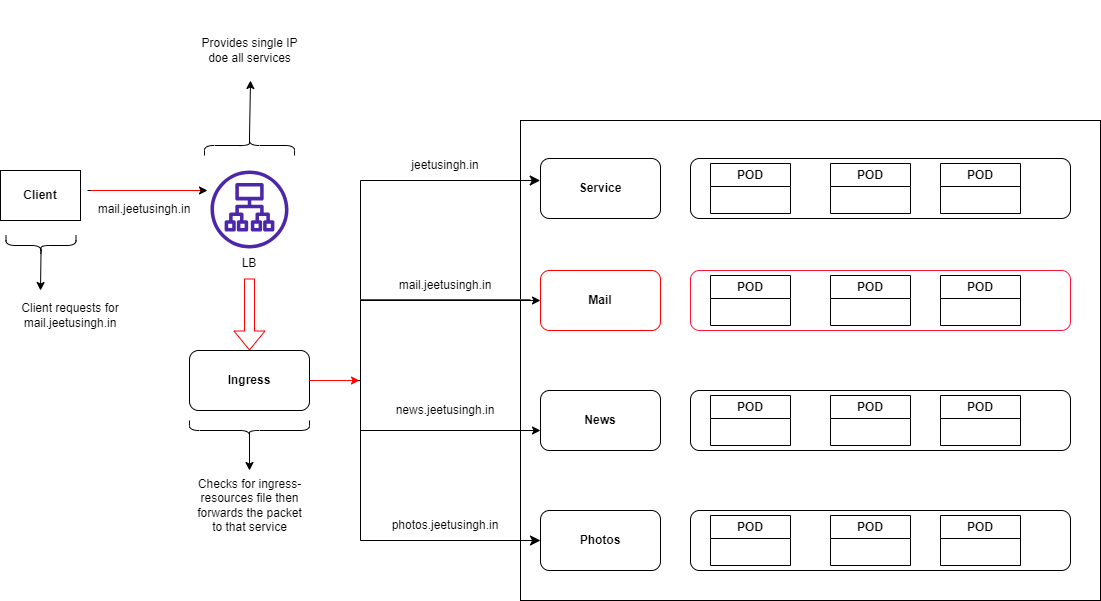 Provides single IP
doe all services
Client
mail.jeetusingh.in
LB
Client requests for
mail.jeetusingh.in
Ingress
Checks for ingress-
resources file then
forwards the packet
to that service
jeetusingh.in
Service
POD
POD
POD
mail.jeetusingh.in
Mail
POD
POD
POD
news.jeetusingh.in
News
POD
POD
POD
photos.jeetusingh.in
Photos
POD
POD
POD